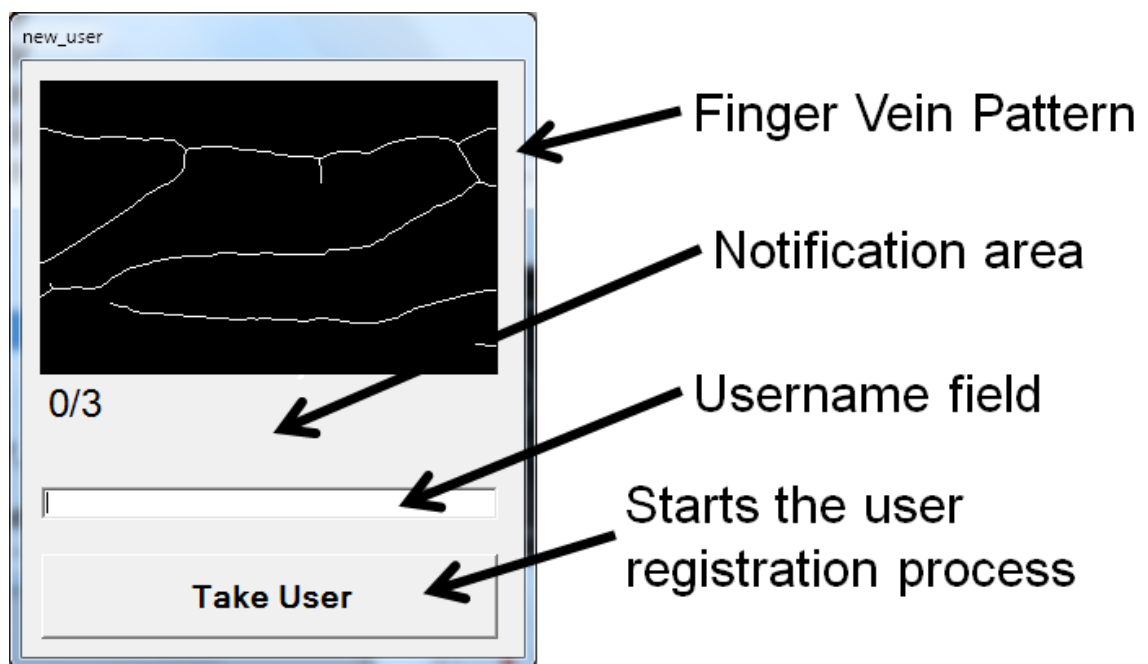 new_user
Finger Vein Pattern
Notification area
0/3
Username field
Starts the user
registration process
Take User